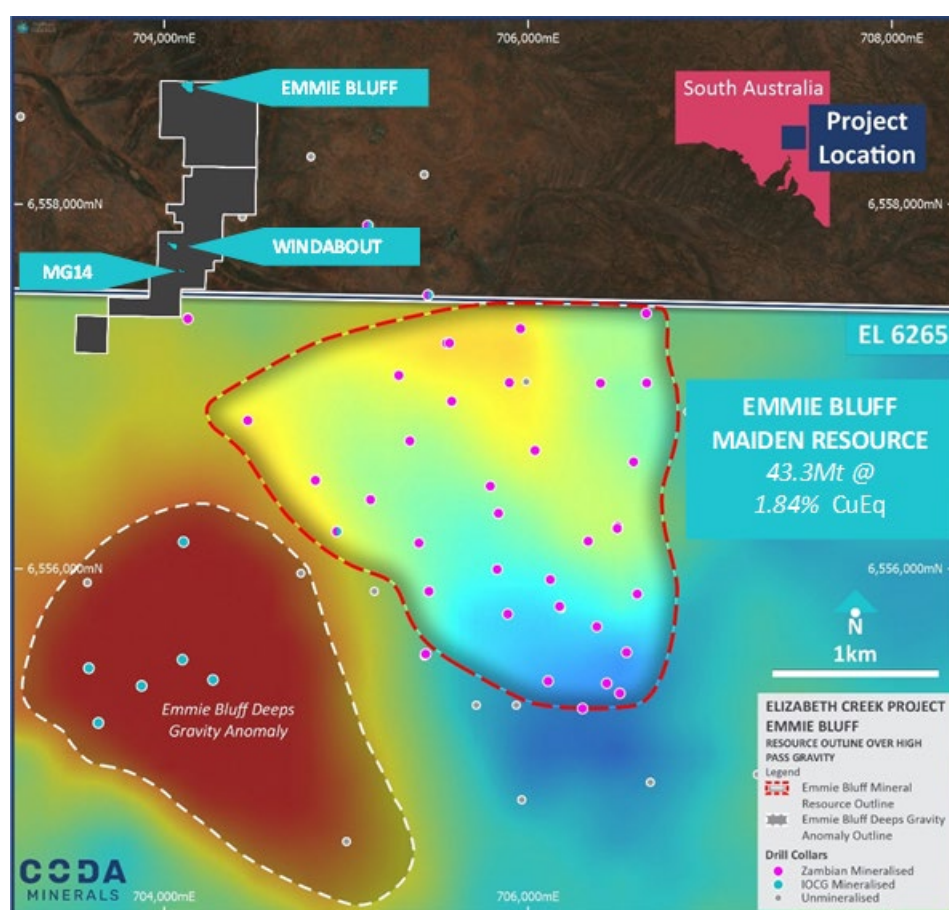 704,000mE
706,000mE
708,000mE
EMMIE BLUFF
South Australia
Project
Location
6,558,000mN
6,558,000mN
WINDABOUT
MG14
EL 6265
EMMIE BLUFF
MAIDEN RESOURCE
43.3Mt @
1.84% CuEq
6,556,000mN
6,556,000mN
N
1km
Emmie Bluff Deeps
Gravity Anomaly
ELIZABETH CREEK PROJECT
EMMIE BLUFF
RESOURCE OUTLINE OVER HIGH
PASS GRAVITY
Legend
Emmie Bluff Mineral
Resource Outline
Emmie Bluff Deeps Gravity
Anomaly Outline
Drill Collars
Zambian Mineralised
IOCG Mineralised
Unmineralised
CODA
MINERALS
704,000mE
706,000mE